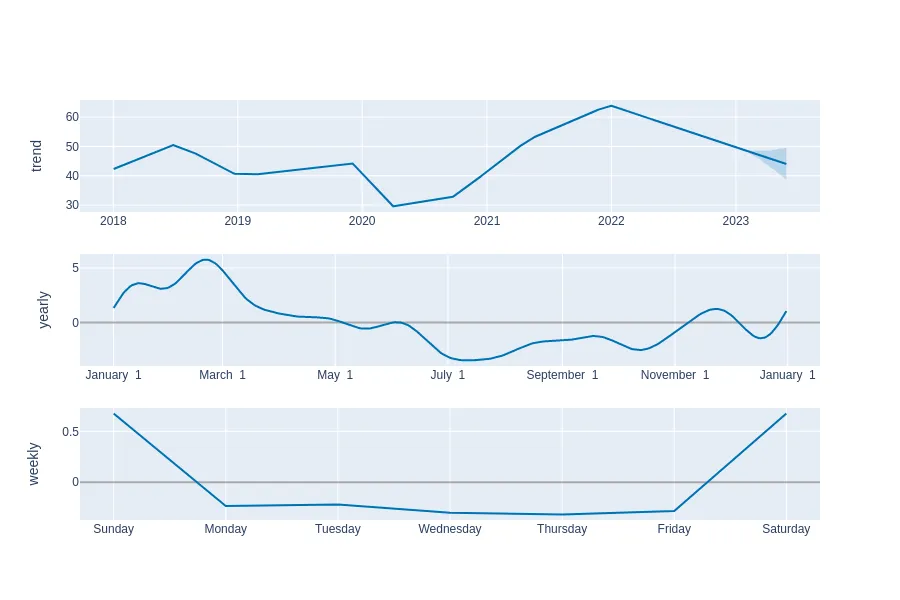 trend
60
50
40
30
2018 2019 2020 2021 2022 2023
yearly
5
0
January 1 March 1 May 1 July 1 September 1 November 1 January 1
weekly
0.5
0
Sunday Monday Tuesday Wednesday Thursday Friday Saturday